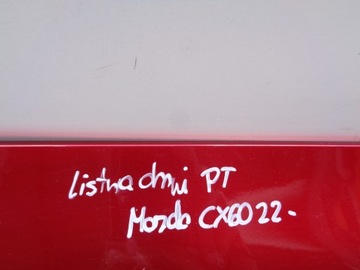 Listwa drzwi PT
Mazda CX60 22-